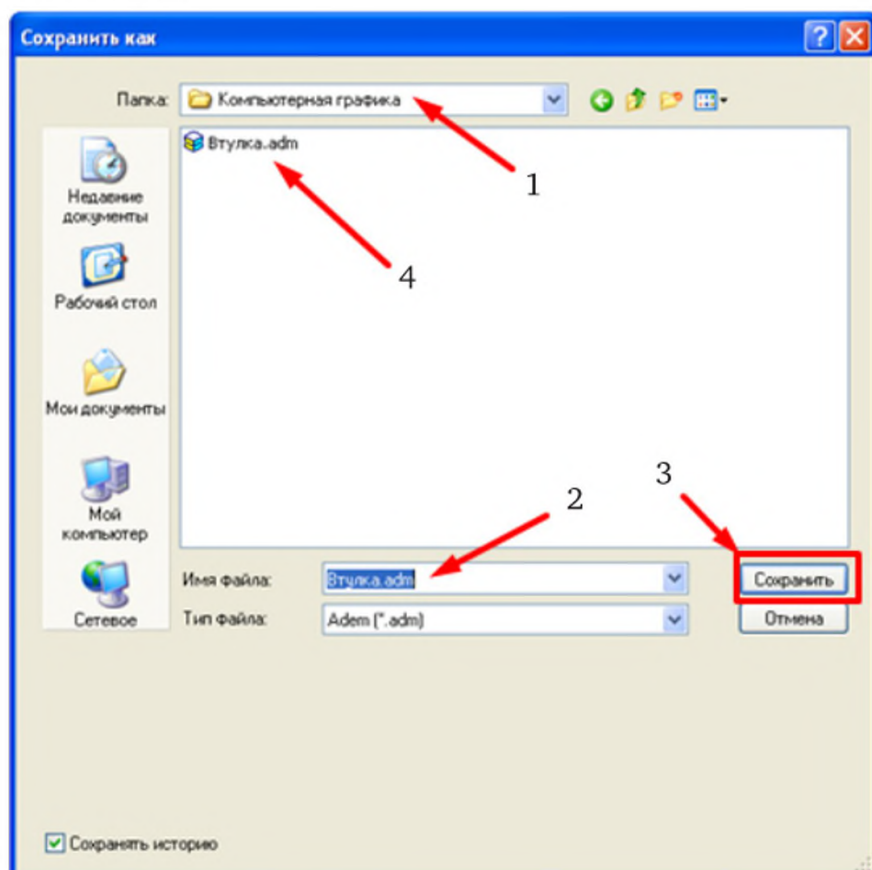 Сохранить как
Папка: Компьютерная графика
Втулка.adm
1
4
Недавние
документы
Рабочий стол
Мои документы
Мой
компьютер
Сетевое
2
3
Имя файла: Втулка.adm Сохранить
Тип файла: Adem (*.adm) Отмена
Сохранять историю